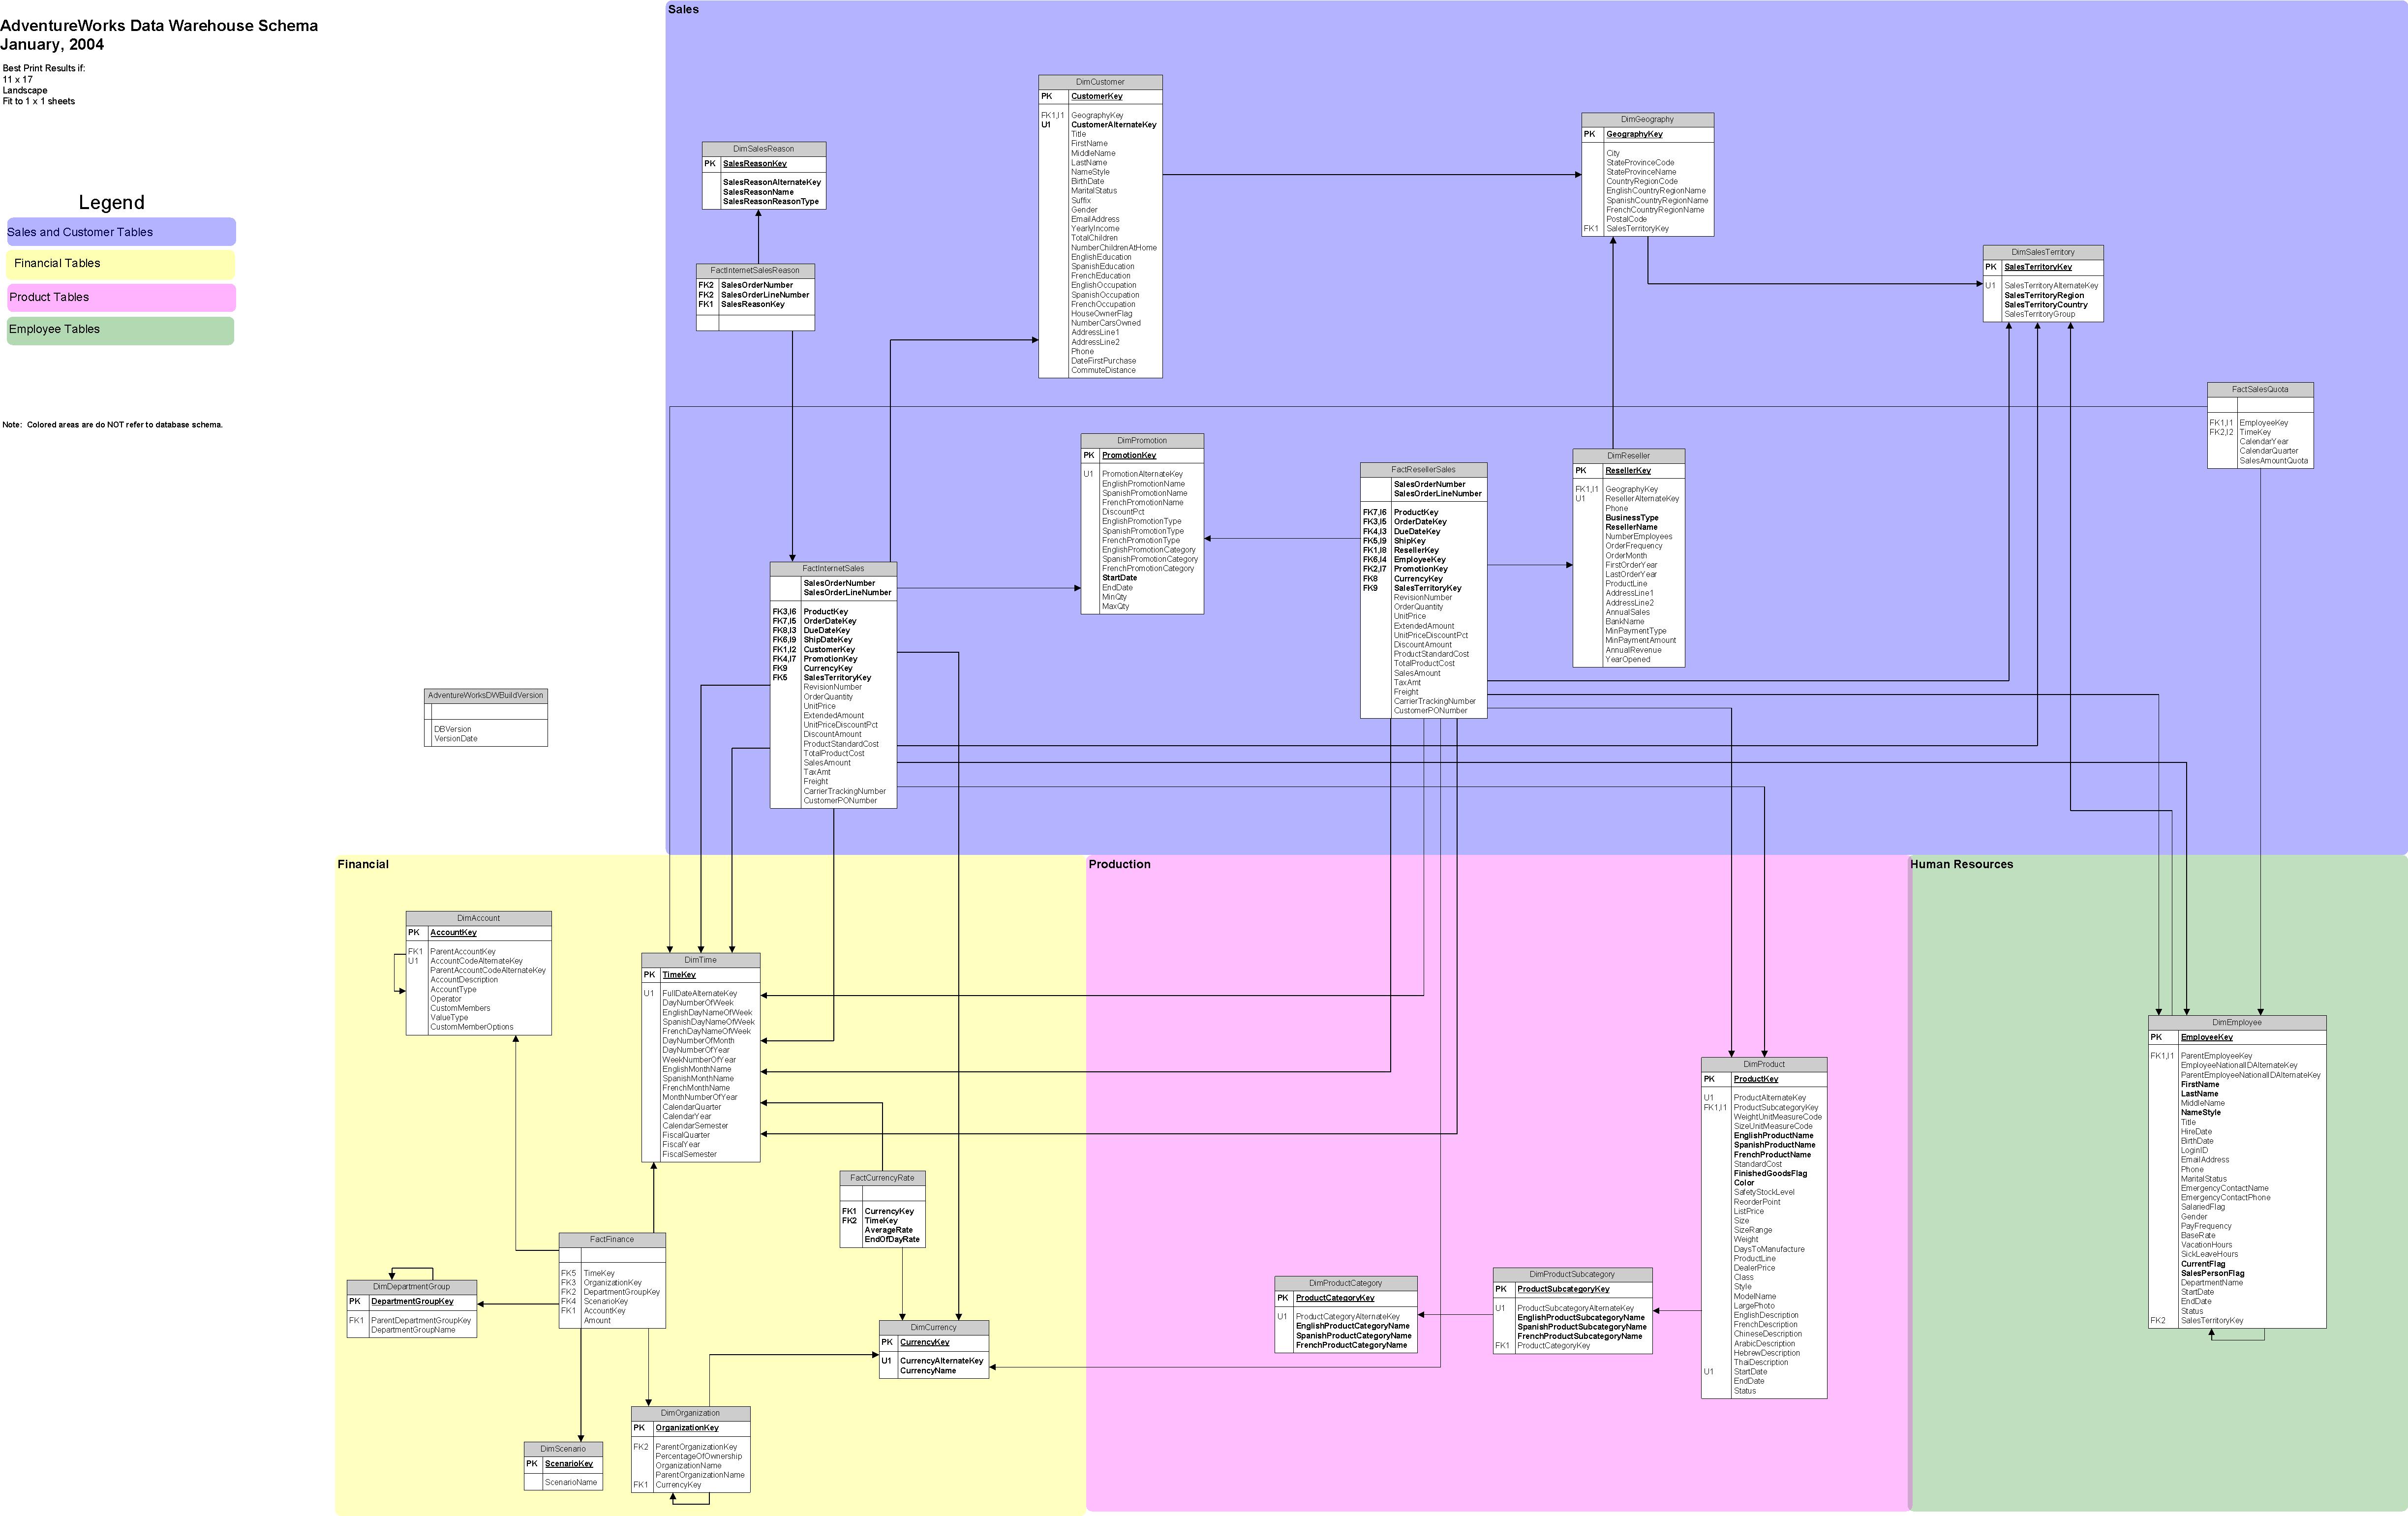 AdventureWorks Data Warehouse Schema
January, 2004
Best Print Results if:
11 x 17
Landscape
Fit to 1 x 1 sheets
Legend
Sales and Customer Tables
Financial Tables
Product Tables
Employee Tables
Note: Colored areas are do NOT refer to database schema.
AdventureWorksDWBuildVersion
DBVersion
VersionDate
Sales
DimSalesReason
PK SalesReasonKey
SalesReasonAlternateKey
SalesReasonName
SalesReasonReasonType
FactInternetSalesReason
FK2 SalesOrderNumber
FK2 SalesOrderLineNumber
FK1 SalesReasonKey
DimCustomer
PK CustomerKey
FK1,I1 GeographyKey
U1 CustomerAlternateKey
Title
FirstName
MiddleName
LastName
NameStyle
BirthDate
MaritalStatus
Suffix
Gender
EmailAddress
YearlyIncome
TotalChildren
NumberChildrenAtHome
EnglishEducation
SpanishEducation
FrenchEducation
EnglishOccupation
SpanishOccupation
FrenchOccupation
HouseOwnerFlag
NumberCarsOwned
AddressLine1
AddressLine2
Phone
DateFirstPurchase
CommuteDistance
DimGeography
PK GeographyKey
City
StateProvinceCode
StateProvinceName
CountryRegionCode
EnglishCountryRegionName
SpanishCountryRegionName
FrenchCountryRegionName
PostalCode
FK1 SalesTerritoryKey
DimSalesTerritory
PK SalesTerritoryKey
U1 SalesTerritoryAlternateKey
SalesTerritoryRegion
SalesTerritoryCountry
SalesTerritoryGroup
FactSalesQuota
FK1,I1 EmployeeKey
FK2,I2 TimeKey
CalendarYear
CalendarQuarter
SalesAmountQuota
DimPromotion
PK PromotionKey
U1 PromotionAlternateKey
EnglishPromotionName
SpanishPromotionName
FrenchPromotionName
DiscountPct
EnglishPromotionType
SpanishPromotionType
FrenchPromotionType
EnglishPromotionCategory
SpanishPromotionCategory
FrenchPromotionCategory
StartDate
EndDate
MinQty
MaxQty
FactResellerSales
SalesOrderNumber
SalesOrderLineNumber
FK7,I6 ProductKey
FK3,I5 OrderDateKey
FK4,I3 DueDateKey
FK5,I9 ShipKey
FK1,I8 ResellerKey
FK6,I4 EmployeeKey
FK2,I7 PromotionKey
FK8 CurrencyKey
FK9 SalesTerritoryKey
RevisionNumber
OrderQuantity
UnitPrice
ExtendedAmount
UnitPriceDiscountPct
DiscountAmount
ProductStandardCost
TotalProductCost
SalesAmount
TaxAmt
Freight
CarrierTrackingNumber
CustomerPONumber
DimReseller
PK ResellerKey
FK1,I1 GeographyKey
U1 ResellerAlternateKey
Phone
BusinessType
ResellerName
NumberEmployees
OrderFrequency
OrderMonth
FirstOrderYear
LastOrderYear
ProductLine
AddressLine1
AddressLine2
AnnualSales
BankName
MinPaymentType
MinPaymentAmount
AnnualRevenue
YearOpened
FactInternetSales
SalesOrderNumber
SalesOrderLineNumber
FK3,I6 ProductKey
FK7,I5 OrderDateKey
FK8,I3 DueDateKey
FK6,I9 ShipDateKey
FK1,I2 CustomerKey
FK4,I7 PromotionKey
FK9 CurrencyKey
FK5 SalesTerritoryKey
RevisionNumber
OrderQuantity
UnitPrice
ExtendedAmount
UnitPriceDiscountPct
DiscountAmount
ProductStandardCost
TotalProductCost
SalesAmount
TaxAmt
Freight
CarrierTrackingNumber
CustomerPONumber
Financial
DimAccount
PK AccountKey
FK1 ParentAccountKey
U1 AccountCodeAlternateKey
ParentAccountCodeAlternateKey
AccountDescription
AccountType
Operator
CustomMembers
ValueType
CustomMemberOptions
DimTime
PK TimeKey
U1 FullDateAlternateKey
DayNumberOfWeek
EnglishDayNameOfWeek
SpanishDayNameOfWeek
FrenchDayNameOfWeek
DayNumberOfMonth
DayNumberOfYear
WeekNumberOfYear
EnglishMonthName
SpanishMonthName
FrenchMonthName
MonthNumberOfYear
CalendarQuarter
CalendarYear
CalendarSemester
FiscalQuarter
FiscalYear
FiscalSemester
FactCurrencyRate
FK1 CurrencyKey
FK2 TimeKey
AverageRate
EndOfDayRate
FactFinance
FK5 TimeKey
FK3 OrganizationKey
FK2 DepartmentGroupKey
FK4 ScenarioKey
FK1 AccountKey
Amount
DimDepartmentGroup
PK DepartmentGroupKey
FK1 ParentDepartmentGroupKey
DepartmentGroupName
DimCurrency
PK CurrencyKey
U1 CurrencyAlternateKey
CurrencyName
DimOrganization
PK OrganizationKey
FK2 ParentOrganizationKey
PercentageOfOwnership
OrganizationName
ParentOrganizationName
FK1 CurrencyKey
DimScenario
PK ScenarioKey
ScenarioName
Production
DimProductCategory
PK ProductCategoryKey
U1 ProductCategoryAlternateKey
EnglishProductCategoryName
SpanishProductCategoryName
FrenchProductCategoryName
DimProductSubcategory
PK ProductSubcategoryKey
U1 ProductSubcategoryAlternateKey
EnglishProductSubcategoryName
SpanishProductSubcategoryName
FrenchProductSubcategoryName
FK1 ProductCategoryKey
DimProduct
PK ProductKey
U1 ProductAlternateKey
FK1,I1 ProductSubcategoryKey
WeightUnitMeasureCode
SizeUnitMeasureCode
EnglishProductName
SpanishProductName
FrenchProductName
StandardCost
FinishedGoodsFlag
Color
SafetyStockLevel
ReorderPoint
ListPrice
Size
SizeRange
Weight
DaysToManufacture
ProductLine
DealerPrice
Class
Style
ModelName
LargePhoto
EnglishDescription
FrenchDescription
ChineseDescription
ArabicDescription
HebrewDescription
ThaiDescription
U1 StartDate
EndDate
Status
Human Resources
DimEmployee
PK EmployeeKey
FK1,I1 ParentEmployeeKey
EmployeeNationalIDAlternateKey
ParentEmployeeNationalIDAlternateKey
FirstName
LastName
MiddleName
NameStyle
Title
HireDate
BirthDate
LoginID
EmailAddress
Phone
MaritalStatus
EmergencyContactName
EmergencyContactPhone
SalariedFlag
Gender
PayFrequency
BaseRate
VacationHours
SickLeaveHours
CurrentFlag
SalesPersonFlag
DepartmentName
StartDate
EndDate
Status
FK2 SalesTerritoryKey